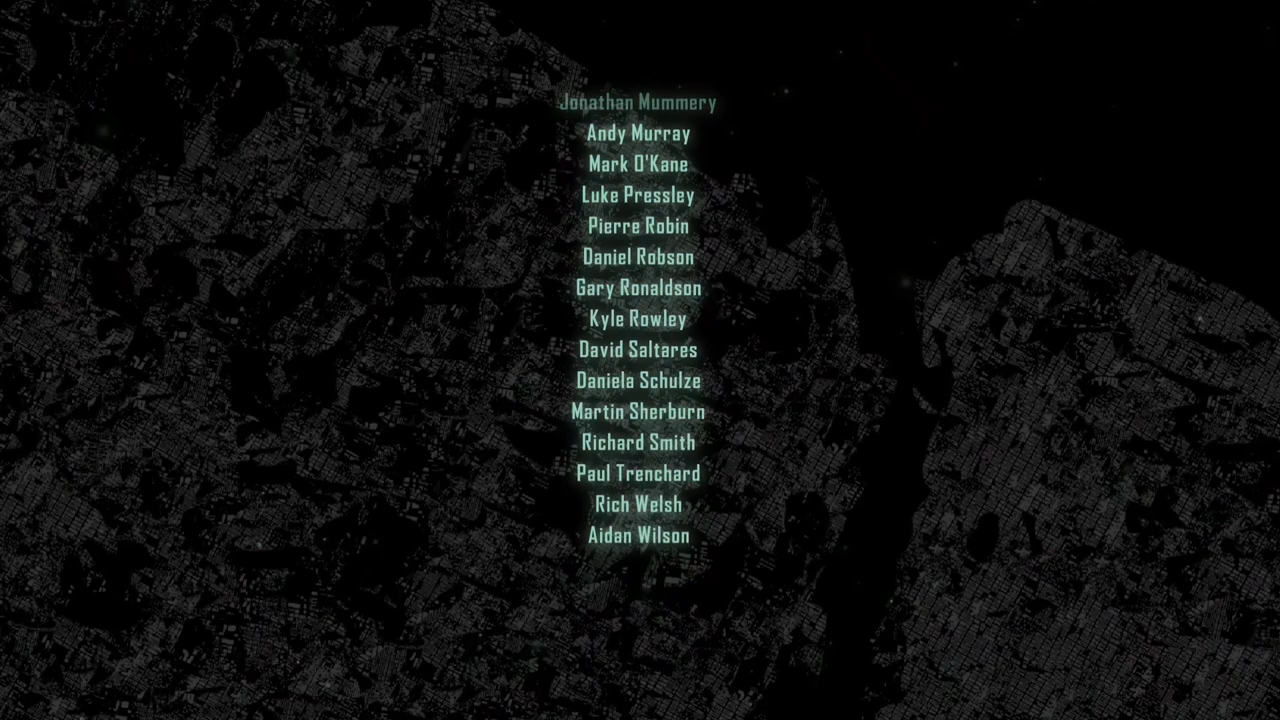 Jonathan Mummery
Andy Murray
Mark O'Kane
Luke Pressley
Pierre Robin
Daniel Robson
Gary Ronaldson
Kyle Rowley
David Saltares
Daniela Schulze
Martin Sherburn
Richard Smith
Paul Trenchard
Rich Welsh
Aidan Wilson